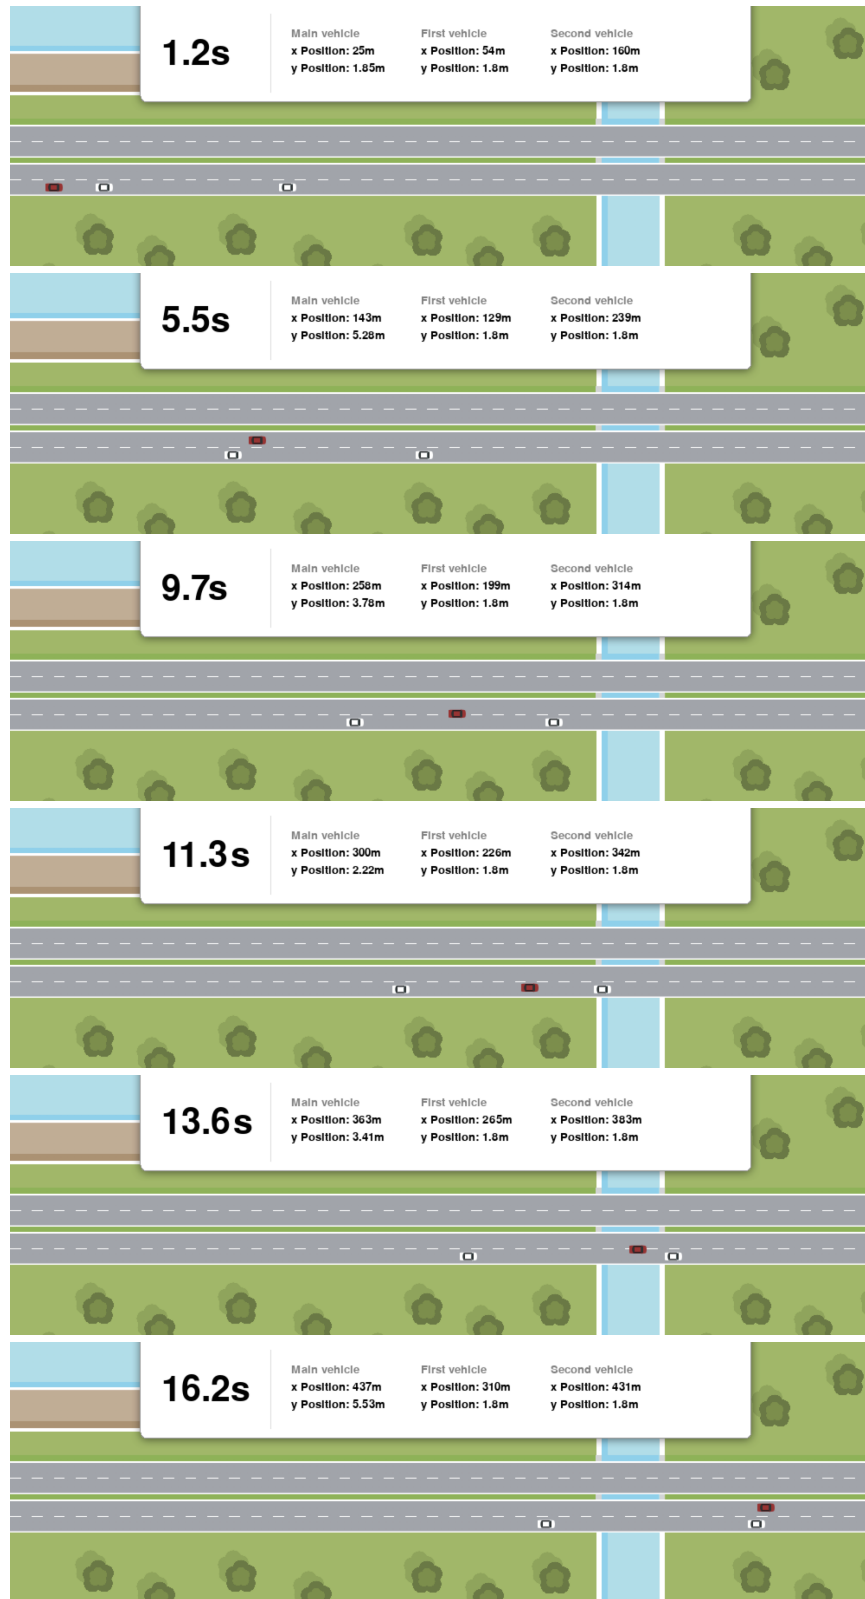 1.2s
Main vehicle First vehicle Second vehicle
x Position: 25m x Position: 54m x Position: 160m
y Position: 1.85m y Position: 1.8m y Position: 1.8m
5.5s
Main vehicle First vehicle Second vehicle
x Position: 143m x Position: 129m x Position: 239m
y Position: 5.28m y Position: 1.8m y Position: 1.8m
9.7s
Main vehicle First vehicle Second vehicle
x Position: 258m x Position: 199m x Position: 314m
y Position: 3.78m y Position: 1.8m y Position: 1.8m
11.3s
Main vehicle First vehicle Second vehicle
x Position: 300m x Position: 226m x Position: 342m
y Position: 2.22m y Position: 1.8m y Position: 1.8m
13.6s
Main vehicle First vehicle Second vehicle
x Position: 363m x Position: 265m x Position: 383m
y Position: 3.41m y Position: 1.8m y Position: 1.8m
16.2s
Main vehicle First vehicle Second vehicle
x Position: 437m x Position: 310m x Position: 431m
y Position: 5.53m y Position: 1.8m y Position: 1.8m